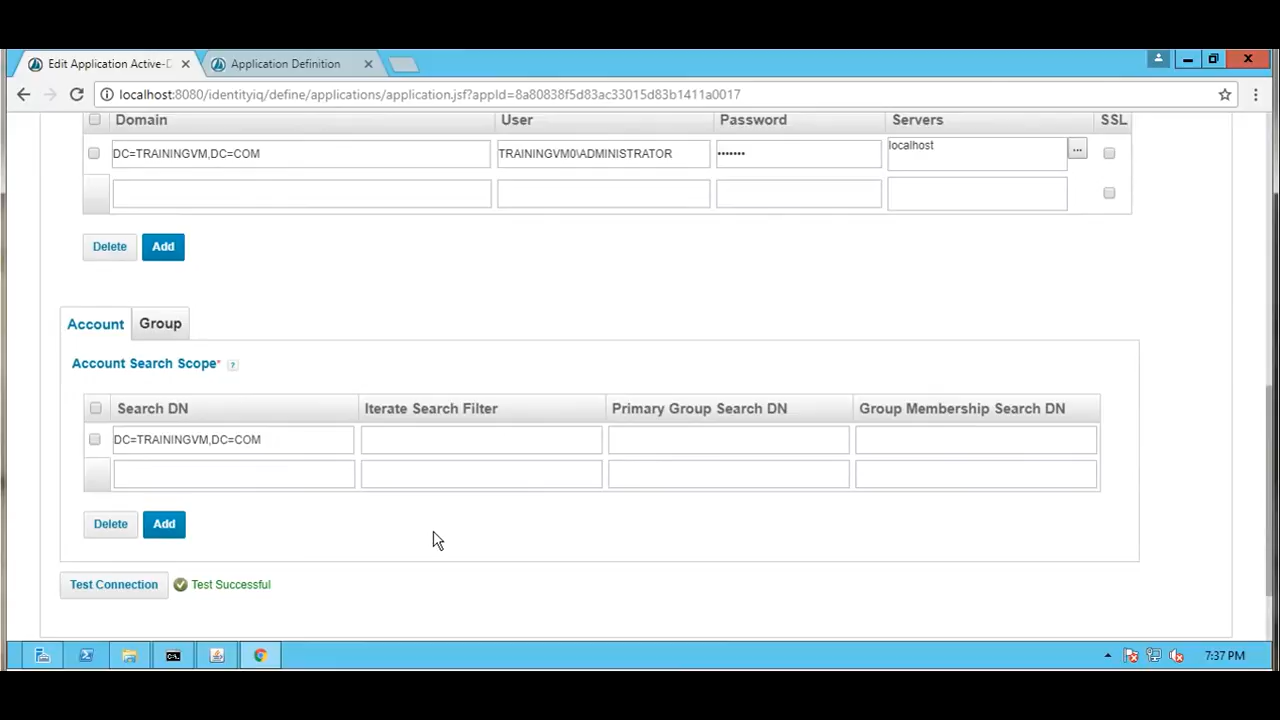 Edit Application Active-D
Application Definition
localhost:8080/identityiq/define/applications/application.jsf?appId=8a80838f5d83ac33015d83b1411a0017
Domain User Password Servers SSL
DC=TRAININGVM,DC=COM TRAININGVM0\ADMINISTRATOR ••••••• localhost ...
Delete Add
Account Group
Account Search Scope* ?
Search DN Iterate Search Filter Primary Group Search DN Group Membership Search DN
DC=TRAININGVM,DC=COM
Delete Add
Test Connection Test Successful
7:37 PM